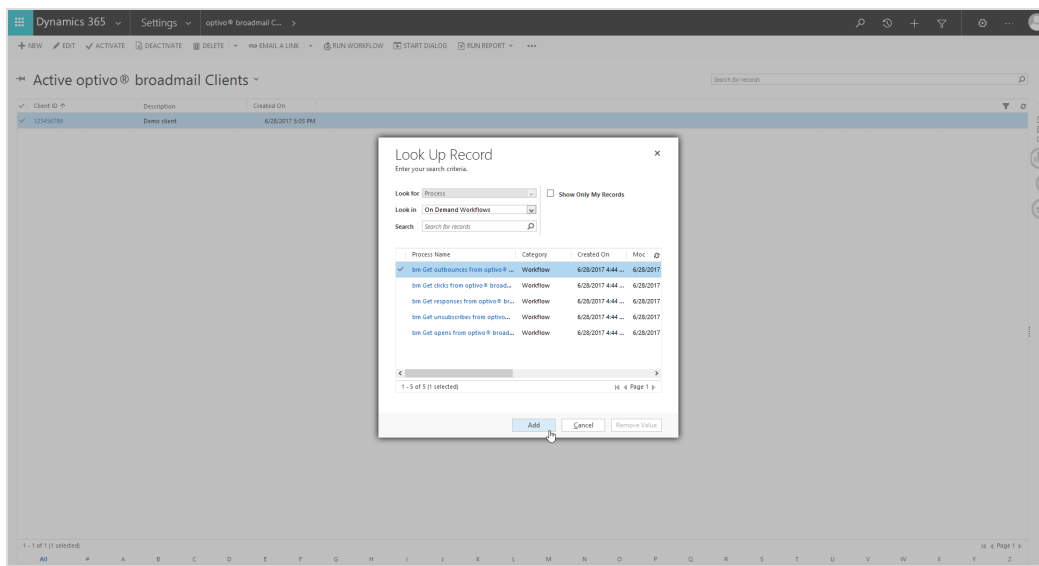 Dynamics 365 Settings optivo® broadmail C...
NEW EDIT ACTIVATE DEACTIVATE DELETE EMAIL A LINK RUN WORKFLOW START DIALOG RUN REPORT
Active optivo® broadmail Clients
Search for records
Client ID Description Created On
123456789 Demo client 6/28/2017 5:05 PM
Look Up Record
Enter your search criteria.
Look for Process
Show Only My Records
Look in On Demand Workflows
Search Search for records
Process Name Category Created On Moc
bm Get outbounces from optivo® ... Workflow 6/28/2017 4:44 ... 6/28/2017
bm Get clicks from optivo® broad... Workflow 6/28/2017 4:44 ... 6/28/2017
bm Get responses from optivo® br... Workflow 6/28/2017 4:44 ... 6/28/2017
bm Get unsubscribes from optivo... Workflow 6/28/2017 4:44 ... 6/28/2017
bm Get opens from optivo® broad... Workflow 6/28/2017 4:44 ... 6/28/2017
1 - 5 of 5 (1 selected) Page 1
Add Cancel Remove Value
1 - 1 of 1 (1 selected) Page 1
All # A B C D E F G H I J K L M N O P Q R S T U V W X Y Z